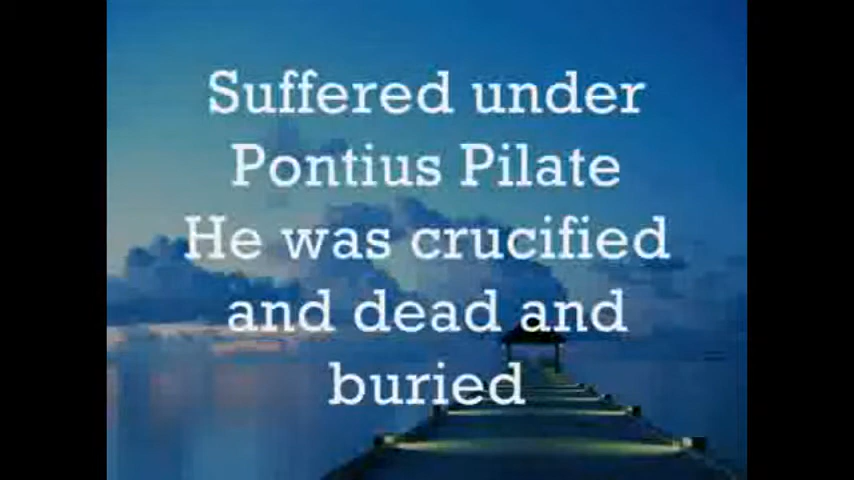 Suffered under
Pontius Pilate
He was crucified
and dead and
buried